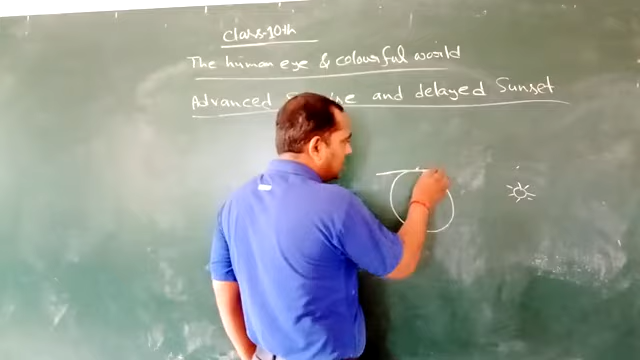 Class-10th
The human eye & colourful world
Advanced and delayed Sunset